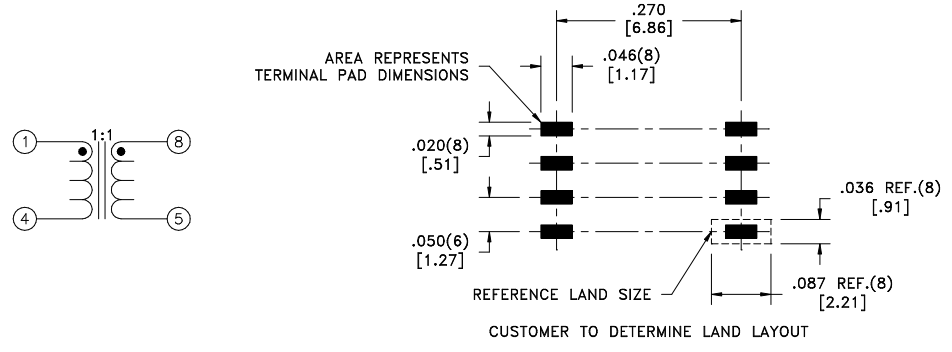 1
1:1
8
4
5
.270
[6.86]
AREA REPRESENTS
TERMINAL PAD DIMENSIONS
.046(8)
[1.17]
.020(8)
[.51]
.036 REF.(8)
[.91]
.050(6)
[1.27]
.087 REF.(8)
[2.21]
REFERENCE LAND SIZE
CUSTOMER TO DETERMINE LAND LAYOUT